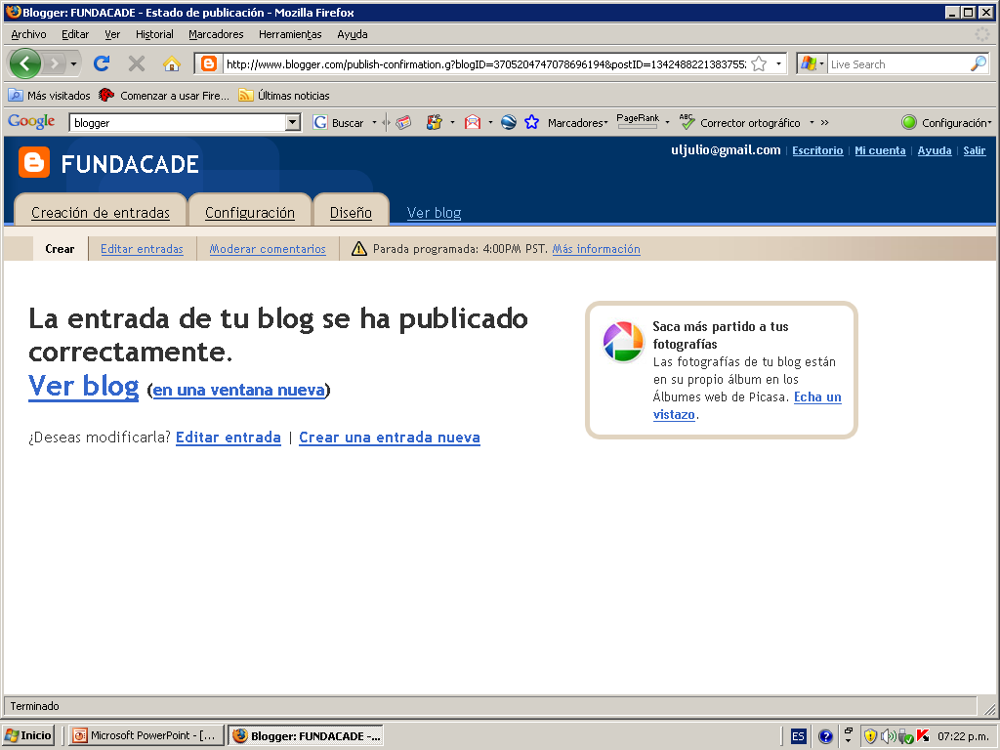 Blogger: FUNDACADE - Estado de publicación - Mozilla Firefox
Archivo Editar Ver Historial Marcadores Herramientas Ayuda
http://www.blogger.com/publish-confirmation.g?blogID=3705204747078696194&postID=134248822138375
Live Search
Más visitados Comenzar a usar Fire... Últimas noticias
Google blogger Buscar Marcadores PageRank ABC Corrector ortográfico » Configuración
FUNDACADE
uljulio@gmail.com | Escritorio | Mi cuenta | Ayuda | Salir
Creación de entradas Configuración Diseño Ver blog
Crear Editar entradas Moderar comentarios Parada programada: 4:00PM PST. Más información
La entrada de tu blog se ha publicado
correctamente.
Ver blog (en una ventana nueva)
¿Deseas modificarla? Editar entrada | Crear una entrada nueva
Saca más partido a tus
fotografías
Las fotografías de tu blog están
en su propio álbum en los
Álbumes web de Picasa. Echa un
vistazo.
Terminado
Inicio Microsoft PowerPoint - [... Blogger: FUNDACADE -... ES 07:22 p.m.